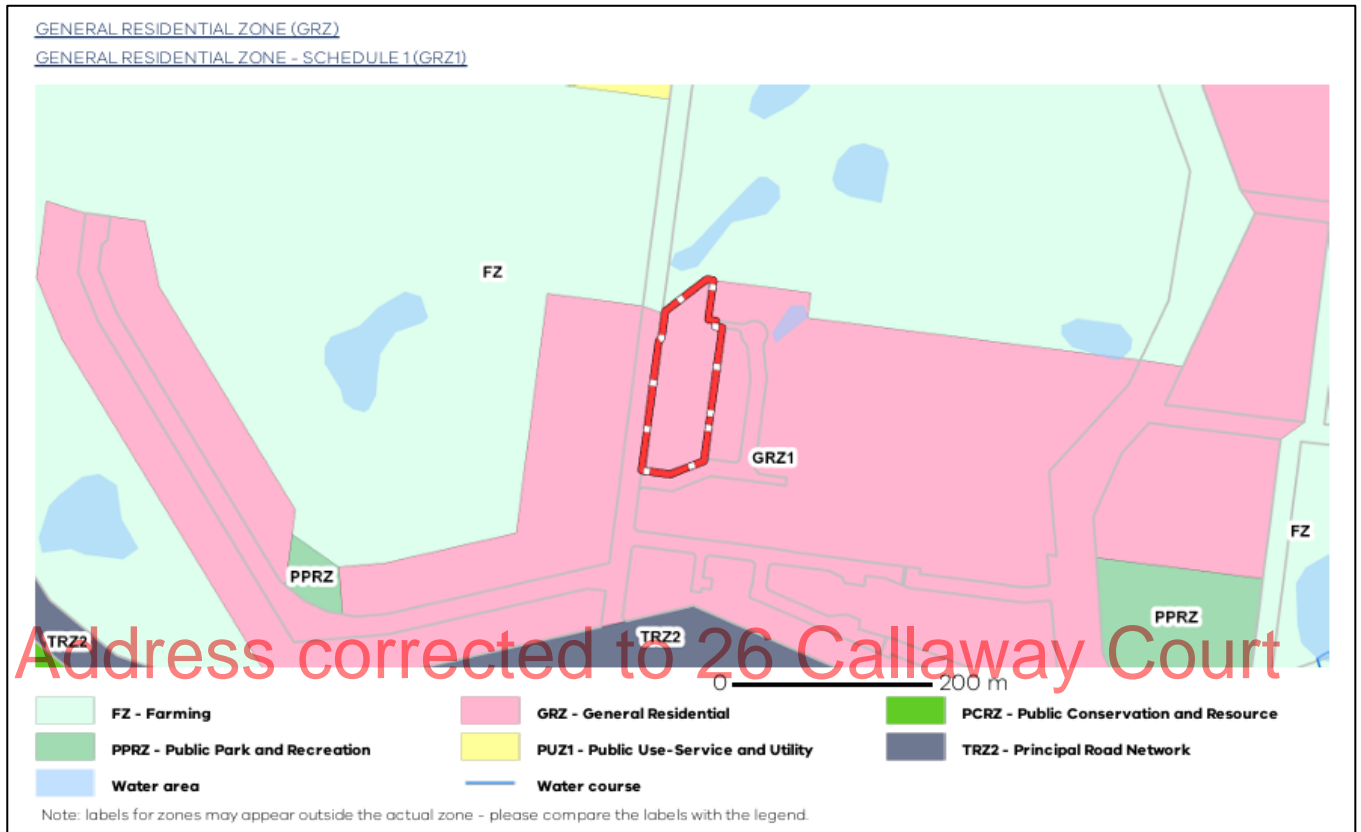 GENERAL RESIDENTIAL ZONE (GRZ)
GENERAL RESIDENTIAL ZONE - SCHEDULE 1 (GRZ1)
FZ
GRZ1
FZ
PPRZ
PPRZ
TRZ2
TRZ2
Address corrected to 26 Callaway Court
0 200 m
FZ - Farming
GRZ - General Residential
PCRZ - Public Conservation and Resource
PPRZ - Public Park and Recreation
PUZ1 - Public Use-Service and Utility
TRZ2 - Principal Road Network
Water area
Water course
Note: labels for zones may appear outside the actual zone - please compare the labels with the legend.